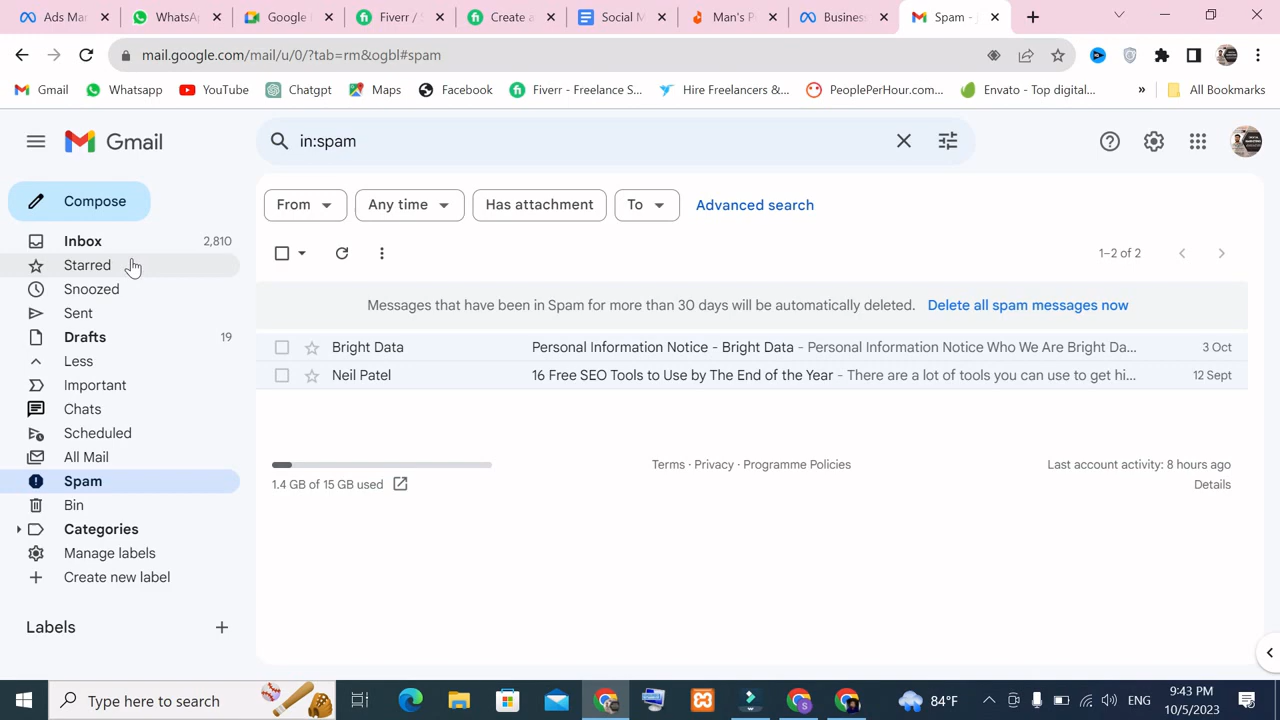 Ads Mar
WhatsA
Google
Fiverr / S
Create a
Social M
Man's P
Business
Spam -
mail.google.com/mail/u/0/?tab=rm&ogbl#spam
Gmail
Whatsapp
YouTube
Chatgpt
Maps
Facebook
Fiverr - Freelance S...
Hire Freelancers &...
PeoplePerHour.com...
Envato - Top digital...
»
All Bookmarks
Gmail
in:spam
Compose
From
Any time
Has attachment
To
Advanced search
Inbox 2,810
Starred
Snoozed
Sent
Drafts 19
Less
Important
Chats
Scheduled
All Mail
Spam
Bin
Categories
Manage labels
Create new label
Labels
1–2 of 2
Messages that have been in Spam for more than 30 days will be automatically deleted. Delete all spam messages now
Bright Data Personal Information Notice - Bright Data - Personal Information Notice Who We Are Bright Da... 3 Oct
Neil Patel 16 Free SEO Tools to Use by The End of the Year - There are a lot of tools you can use to get hi... 12 Sept
1.4 GB of 15 GB used
Terms · Privacy · Programme Policies
Last account activity: 8 hours ago
Details
Type here to search
84°F
ENG
9:43 PM
10/5/2023